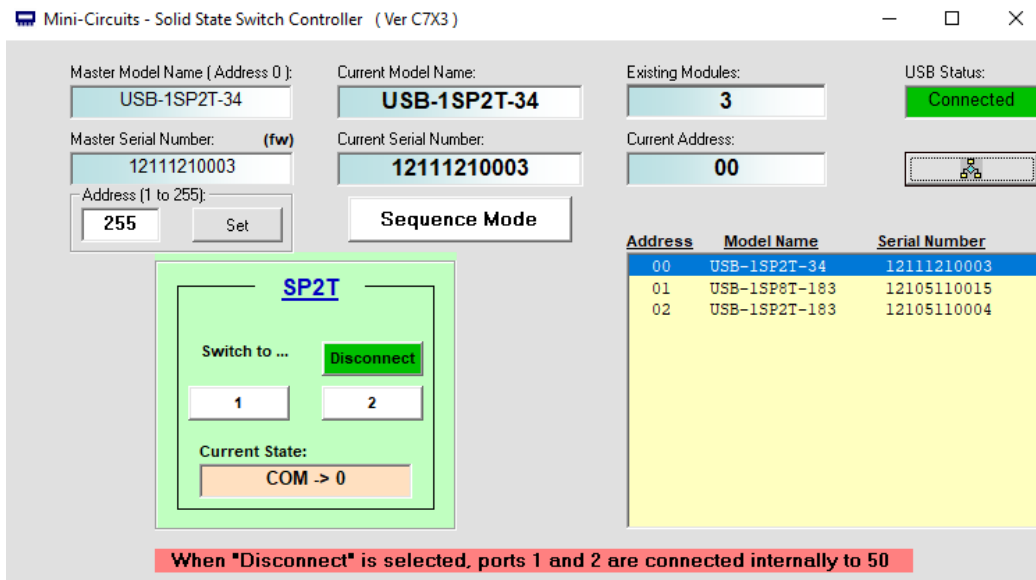 Mini-Circuits - Solid State Switch Controller ( Ver C7X3 )
Master Model Name ( Address 0 ): Current Model Name: Existing Modules: USB Status:
USB-1SP2T-34 USB-1SP2T-34 3 Connected
Master Serial Number: (fw) Current Serial Number: Current Address:
12111210003 12111210003 00
Address (1 to 255):
255 Set Sequence Mode
Address Model Name Serial Number
00 USB-1SP2T-34 12111210003
01 USB-1SP8T-183 12105110015
02 USB-1SP2T-183 12105110004
SP2T
Switch to ... Disconnect
1 2
Current State:
COM -> 0
When "Disconnect" is selected, ports 1 and 2 are connected internally to 50